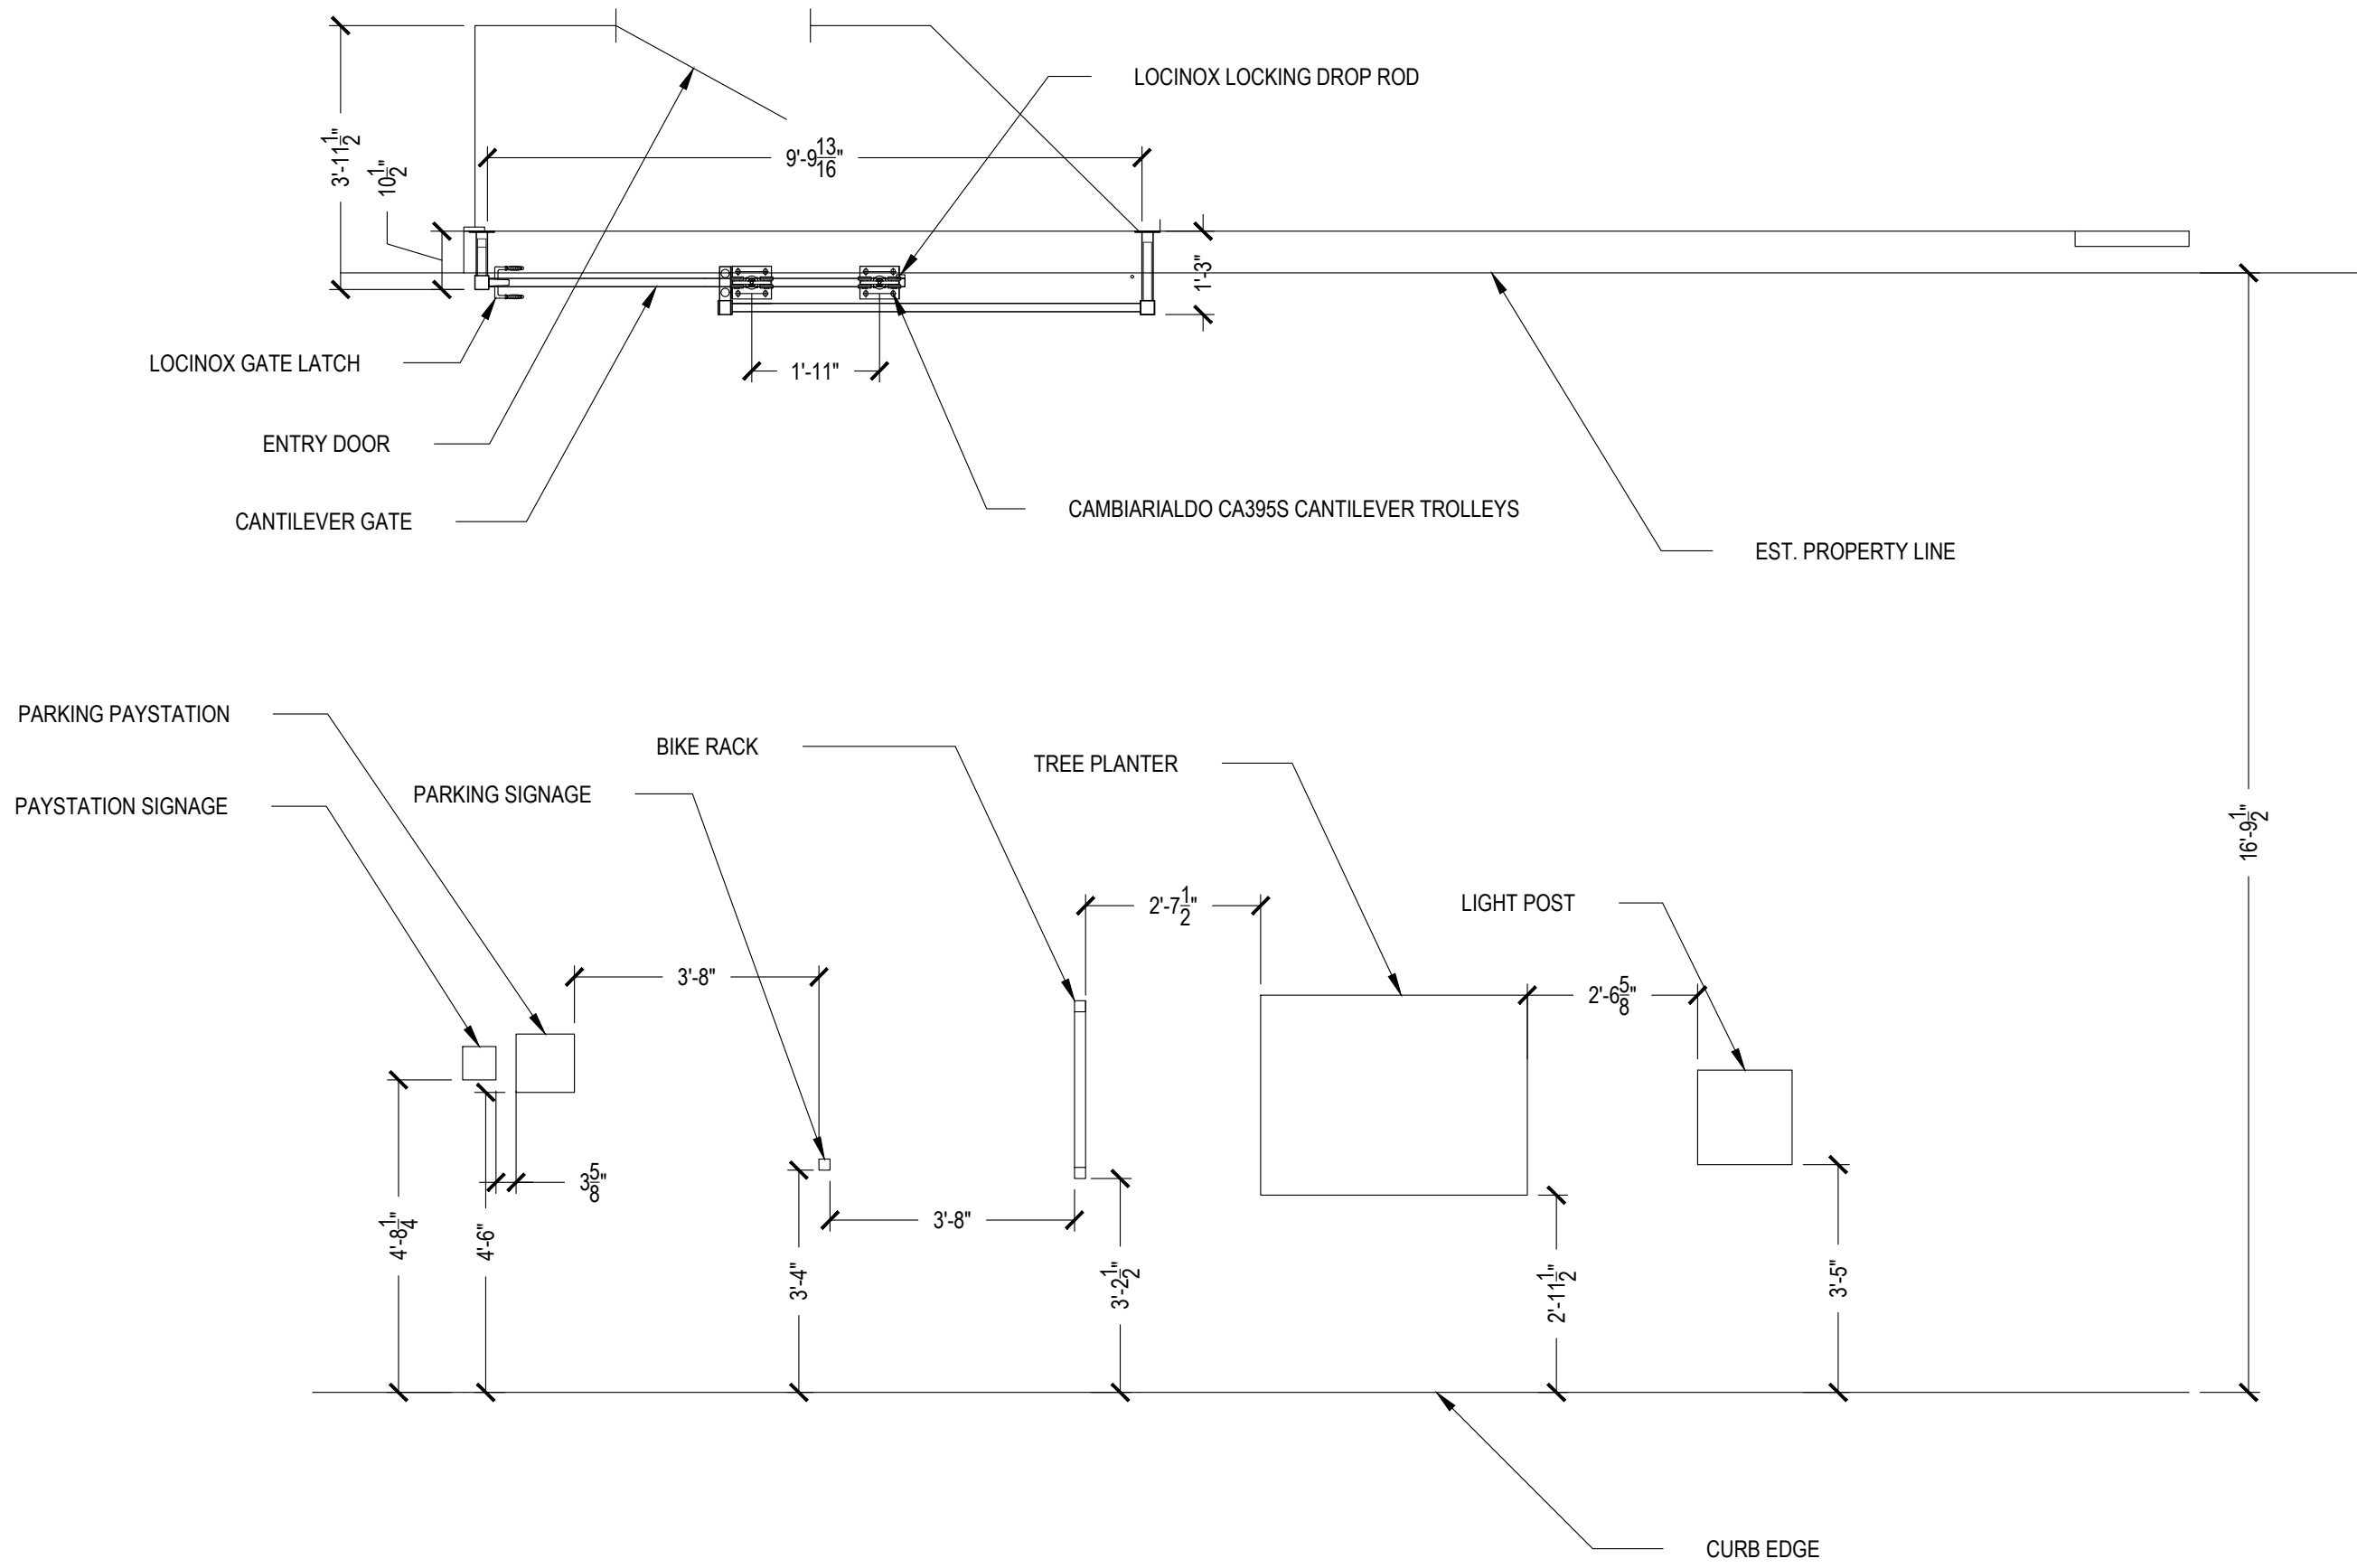 LOCINOX LOCKING DROP ROD
3'-11 1/2"
10 1/2"
9'-9 13/16"
1'-3"
LOCINOX GATE LATCH
1'-11"
ENTRY DOOR
CANTILEVER GATE
CAMBIARIALDO CA395S CANTILEVER TROLLEYS
EST. PROPERTY LINE
PARKING PAYSTATION
BIKE RACK
TREE PLANTER
PARKING SIGNAGE
PAYSTATION SIGNAGE
16'-9 1/2"
2'-7 1/2"
LIGHT POST
3'-8"
2'-6 5/8"
3 5/8"
4'-8 1/4"
4'-6"
3'-8"
3'-4"
3'-2 1/2"
2'-11 1/2"
3'-5"
CURB EDGE